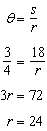 θ = s/r
3/4 = 18/r
3r = 72
r = 24